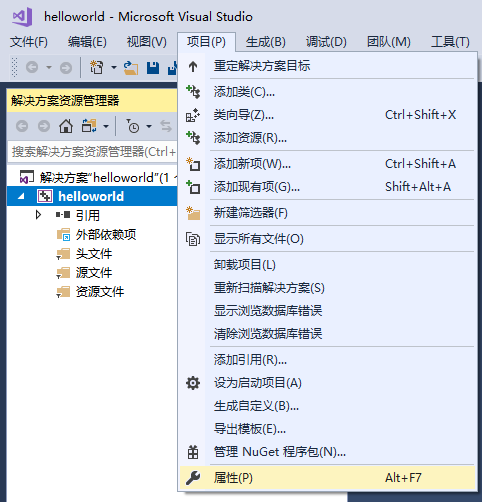 helloworld - Microsoft Visual Studio
文件(F) 编辑(E) 视图(V) 项目(P) 生成(B) 调试(D) 团队(M) 工具(T)
重定解决方案目标
解决方案资源管理器
添加类(C)...
类向导(Z)... Ctrl+Shift+X
添加资源(R)...
搜索解决方案资源管理器(Ctrl+
添加新项(W)... Ctrl+Shift+A
解决方案"helloworld"(1
添加现有项(G)... Shift+Alt+A
helloworld
新建筛选器(F)
引用
外部依赖项
显示所有文件(O)
头文件
卸载项目(L)
源文件
重新扫描解决方案(S)
资源文件
显示浏览数据库错误
清除浏览数据库错误
添加引用(R)...
设为启动项目(A)
生成自定义(B)...
导出模板(E)...
管理 NuGet 程序包(N)...
属性(P) Alt+F7